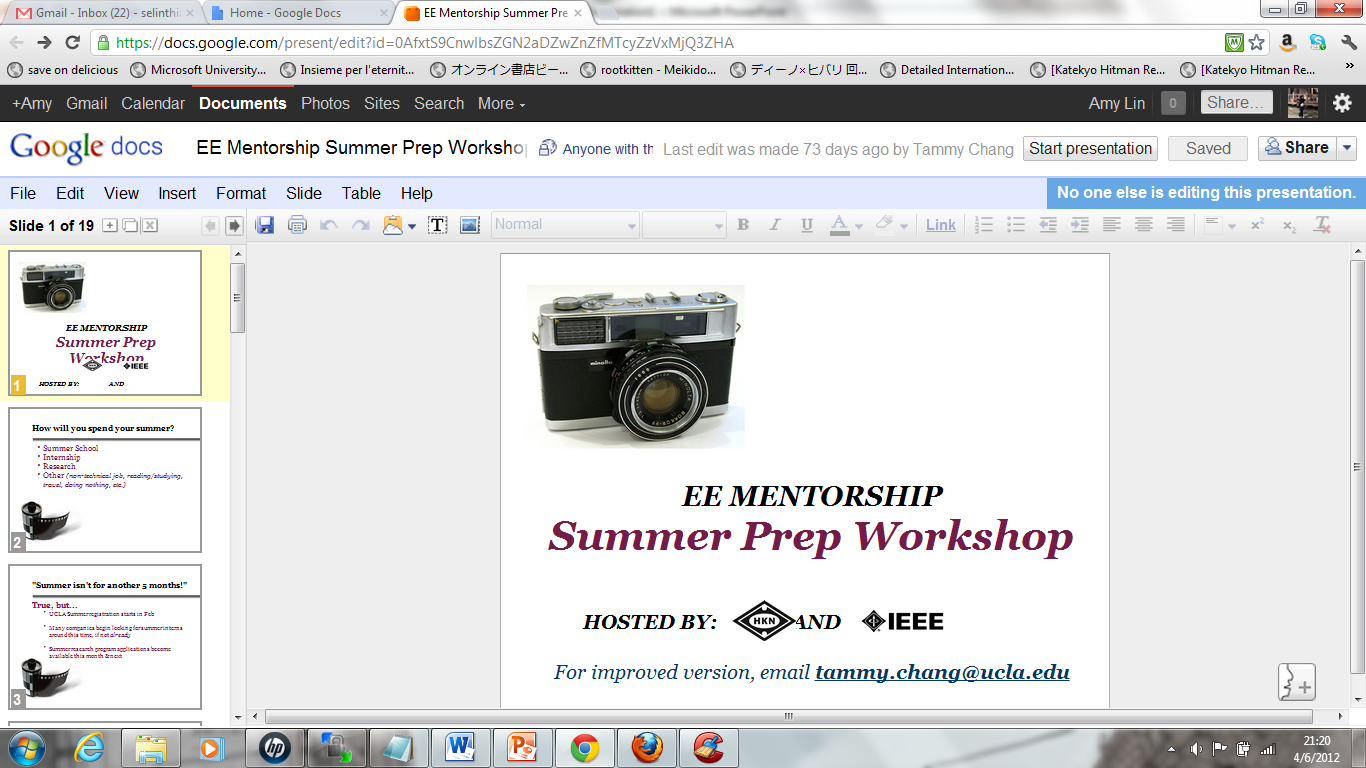 Gmail - Inbox (22) - selinthi
Home - Google Docs
EE Mentorship Summer Pre
Microsoft PowerPoint
https://docs.google.com/present/edit?id=0AfxtS9CnwlbsZGN2aDZwZnZfMTcyZzVxMjQ3ZHA
save on delicious
Microsoft University...
Insieme per l'eternit...
オンライン書店ビー...
rootkitten - Meikido...
ディーノ×ヒバリ 回...
Detailed Internation...
[Katekyo Hitman Re...
[Katekyo Hitman Re...
»
+Amy Gmail Calendar Documents Photos Sites Search More
Amy Lin 0 Share...
Google docs
EE Mentorship Summer Prep Worksho
Anyone with th
Last edit was made 73 days ago by Tammy Chang
Start presentation
Saved
Share
File Edit View Insert Format Slide Table Help
No one else is editing this presentation.
Slide 1 of 19
T
Normal
B I U A Link
EE MENTORSHIP
Summer Prep
Workshop
IEEE
HOSTED BY: AND
1
How will you spend your summer?
• Summer School
• Internship
• Research
• Other (non-technical job, reading/studying,
travel, doing nothing, etc.)
2
"Summer isn't for another 5 months!"
True, but...
• UCLA Summer registration starts in Feb
• Many companies begin looking for summer interns
around this time, if not already
• Summer research program applications become
available this month & next
3
minolta
EE MENTORSHIP
Summer Prep Workshop
HOSTED BY: HKN AND IEEE
For improved version, email tammy.chang@ucla.edu
hp
W
P
21:20
4/6/2012